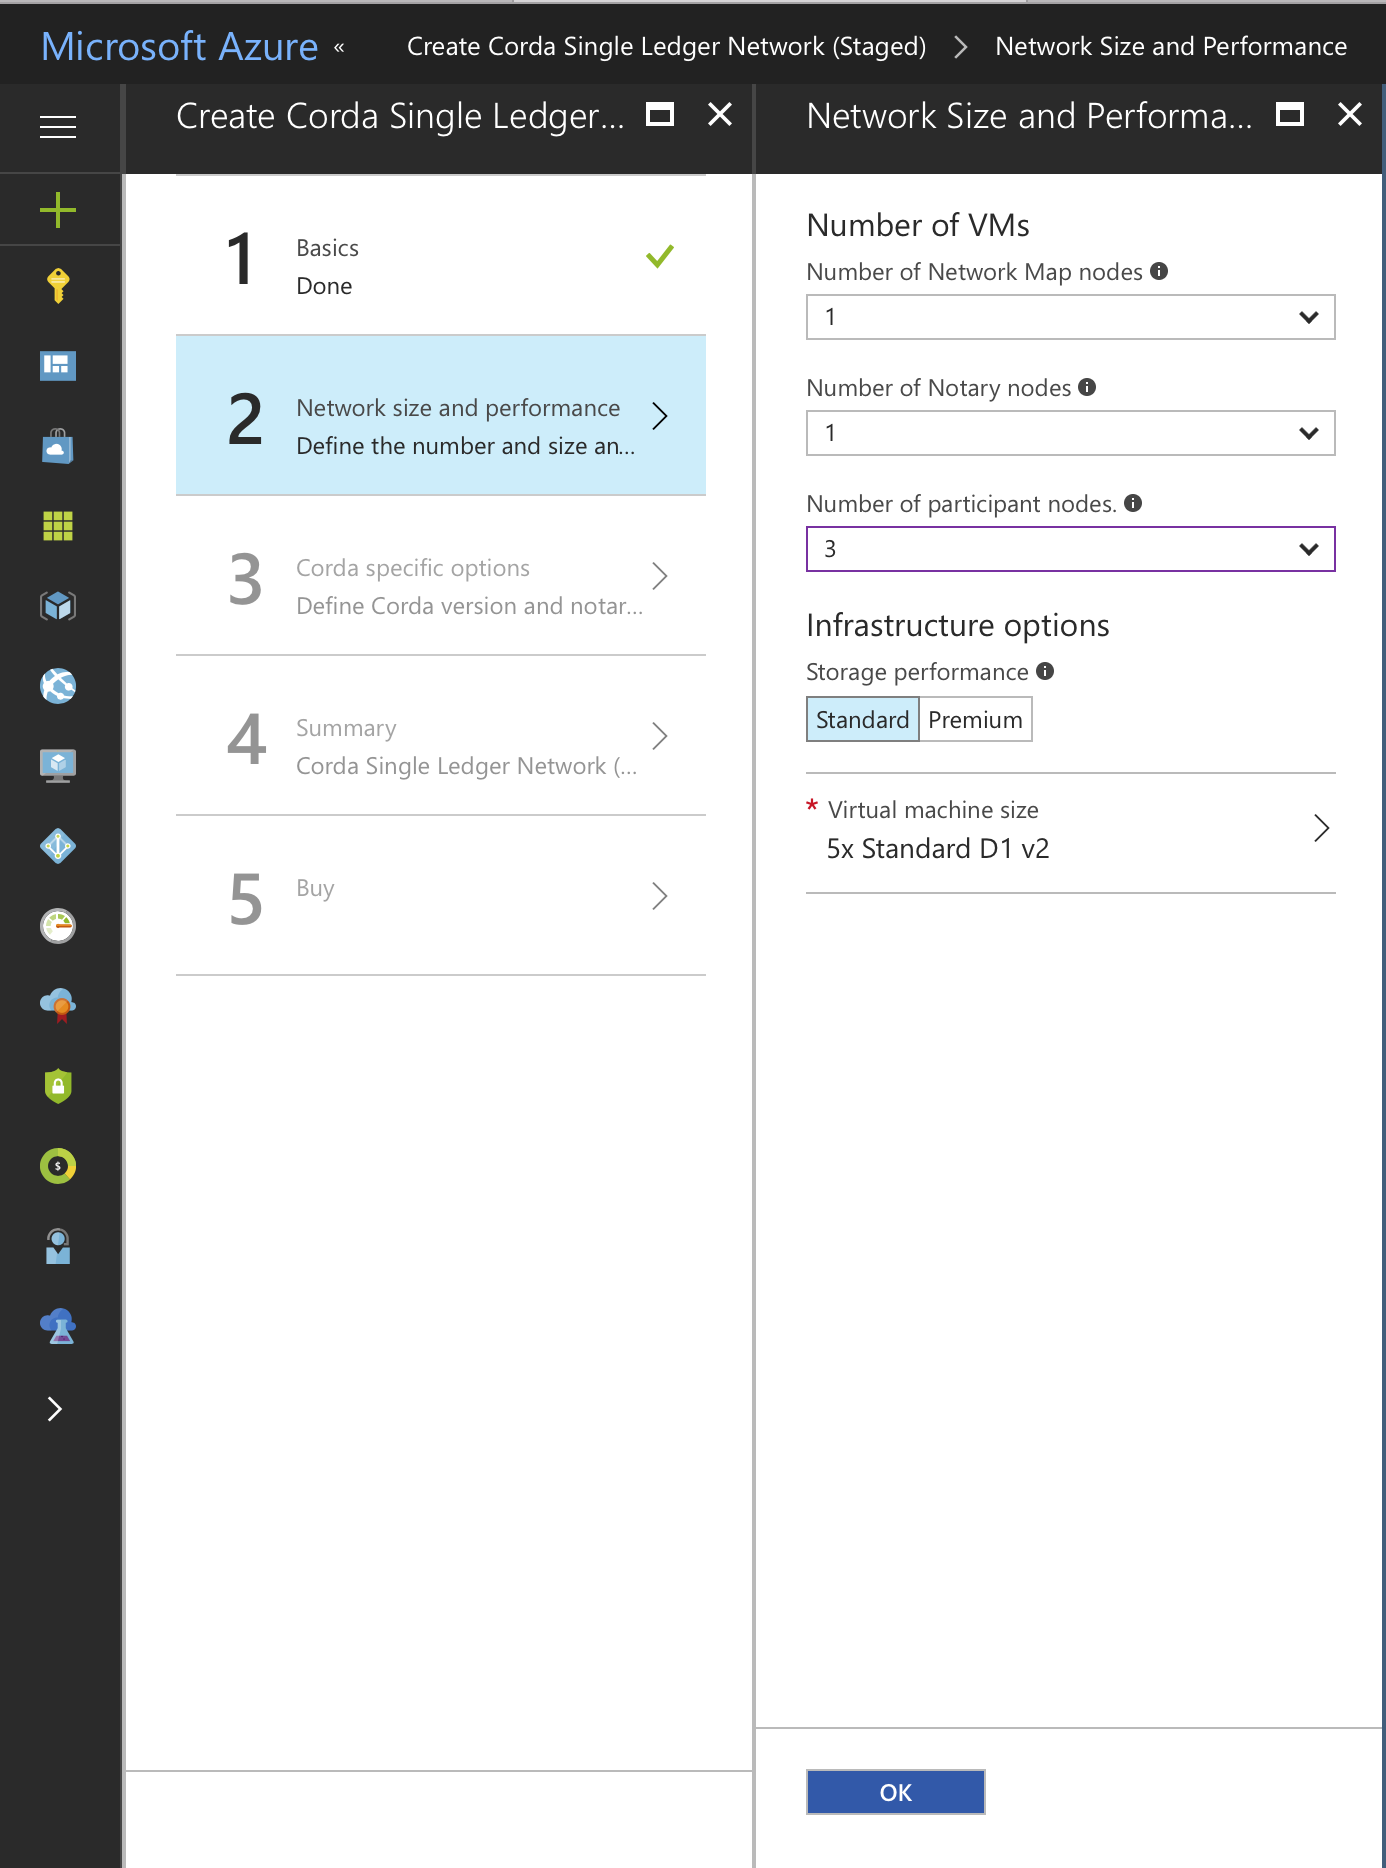 Microsoft Azure «
Create Corda Single Ledger Network (Staged) > Network Size and Performance
Create Corda Single Ledger...
1
Basics
Done
2
Network size and performance
Define the number and size an...
3
Corda specific options
Define Corda version and notar...
4
Summary
Corda Single Ledger Network (...
5
Buy
Network Size and Performa...
Number of VMs
Number of Network Map nodes
1
Number of Notary nodes
1
Number of participant nodes.
3
Infrastructure options
Storage performance
Standard Premium
* Virtual machine size
5x Standard D1 v2
OK